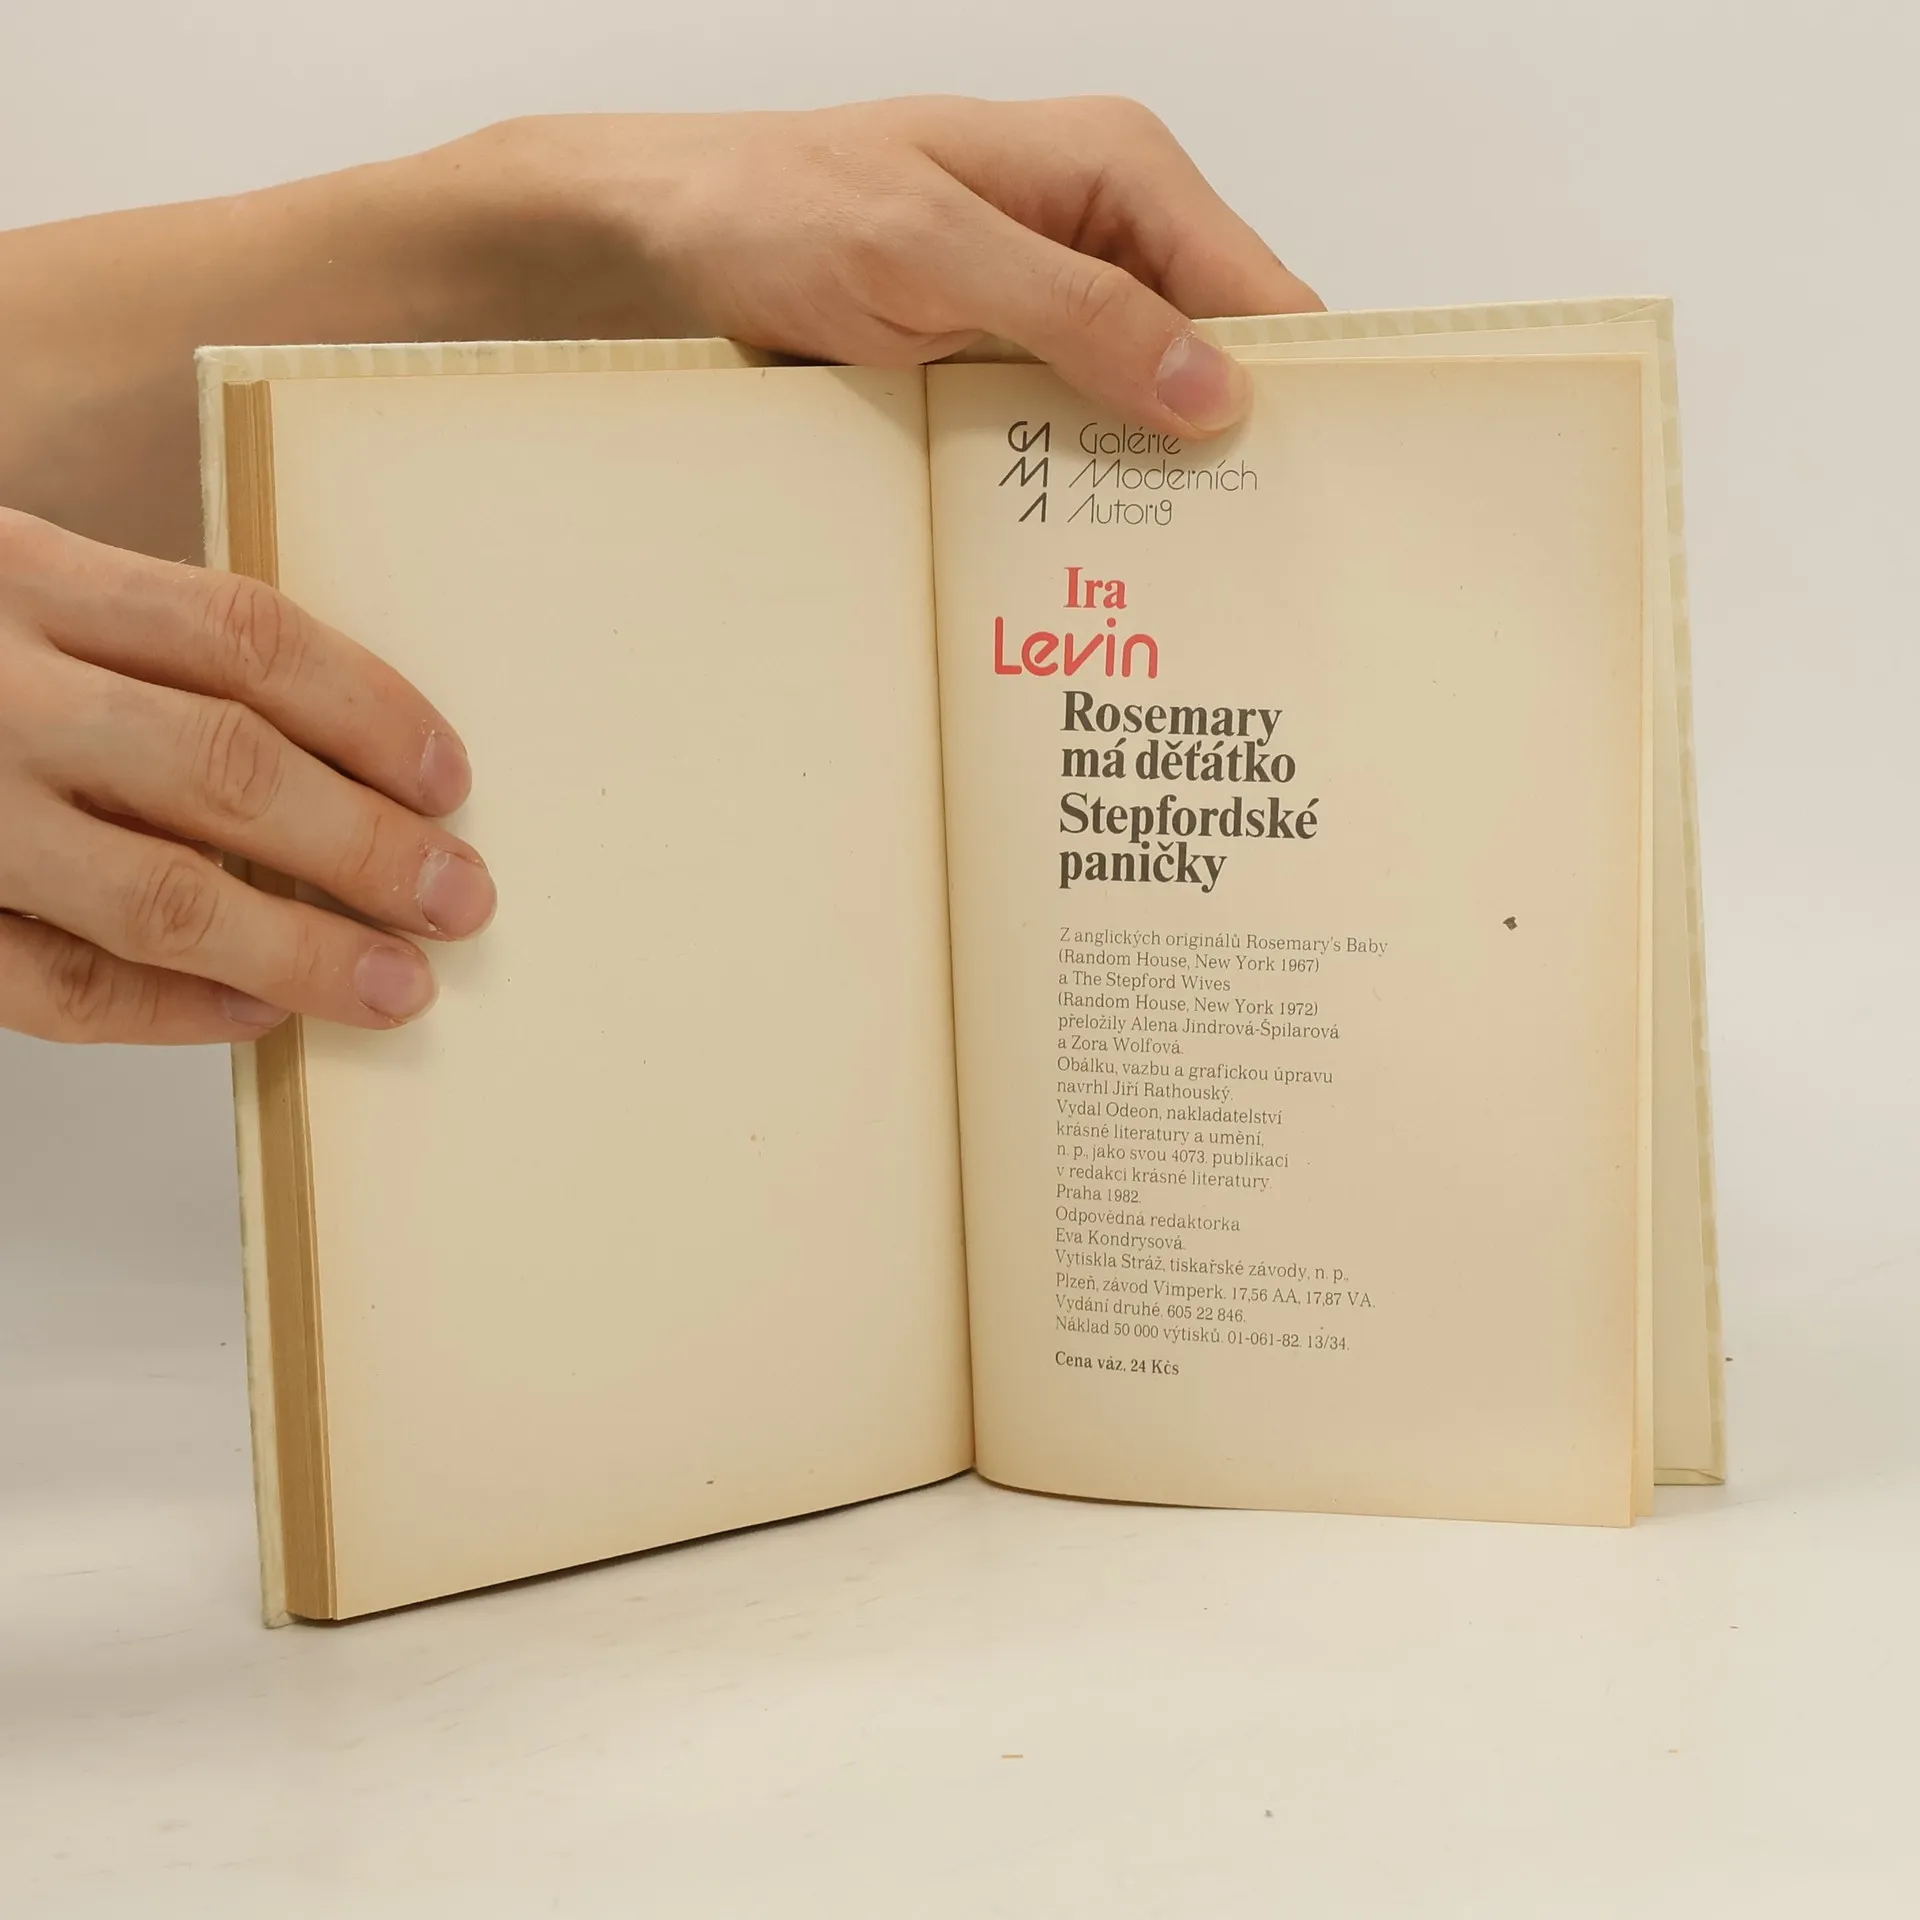 GN Galérie
M Moderních
A Autorů
Ira
Levin
Rosemary
má děťátko
Stepfordské
paničky
Z anglických originálů Rosemary's Baby
(Random House, New York 1967)
a The Stepford Wives
(Random House, New York 1972)
přeložily Alena Jindrová-Špilarová
a Zora Wolfová.
Obálku, vazbu a grafickou úpravu
navrhl Jiří Rathouský.
Vydal Odeon, nakladatelství
krásné literatury a umění,
n. p., jako svou 4073. publikaci
v redakci krásné literatury.
Praha 1982.
Odpovědná redaktorka
Eva Kondrysová.
Vytiskla Stráž, tiskařské závody, n. p.,
Plzeň, závod Vimperk. 17,56 AA, 17,87 VA.
Vydání druhé. 605 22 846.
Náklad 50 000 výtisků. 01-061-82. 13/34.
Cena váz. 24 Kčs